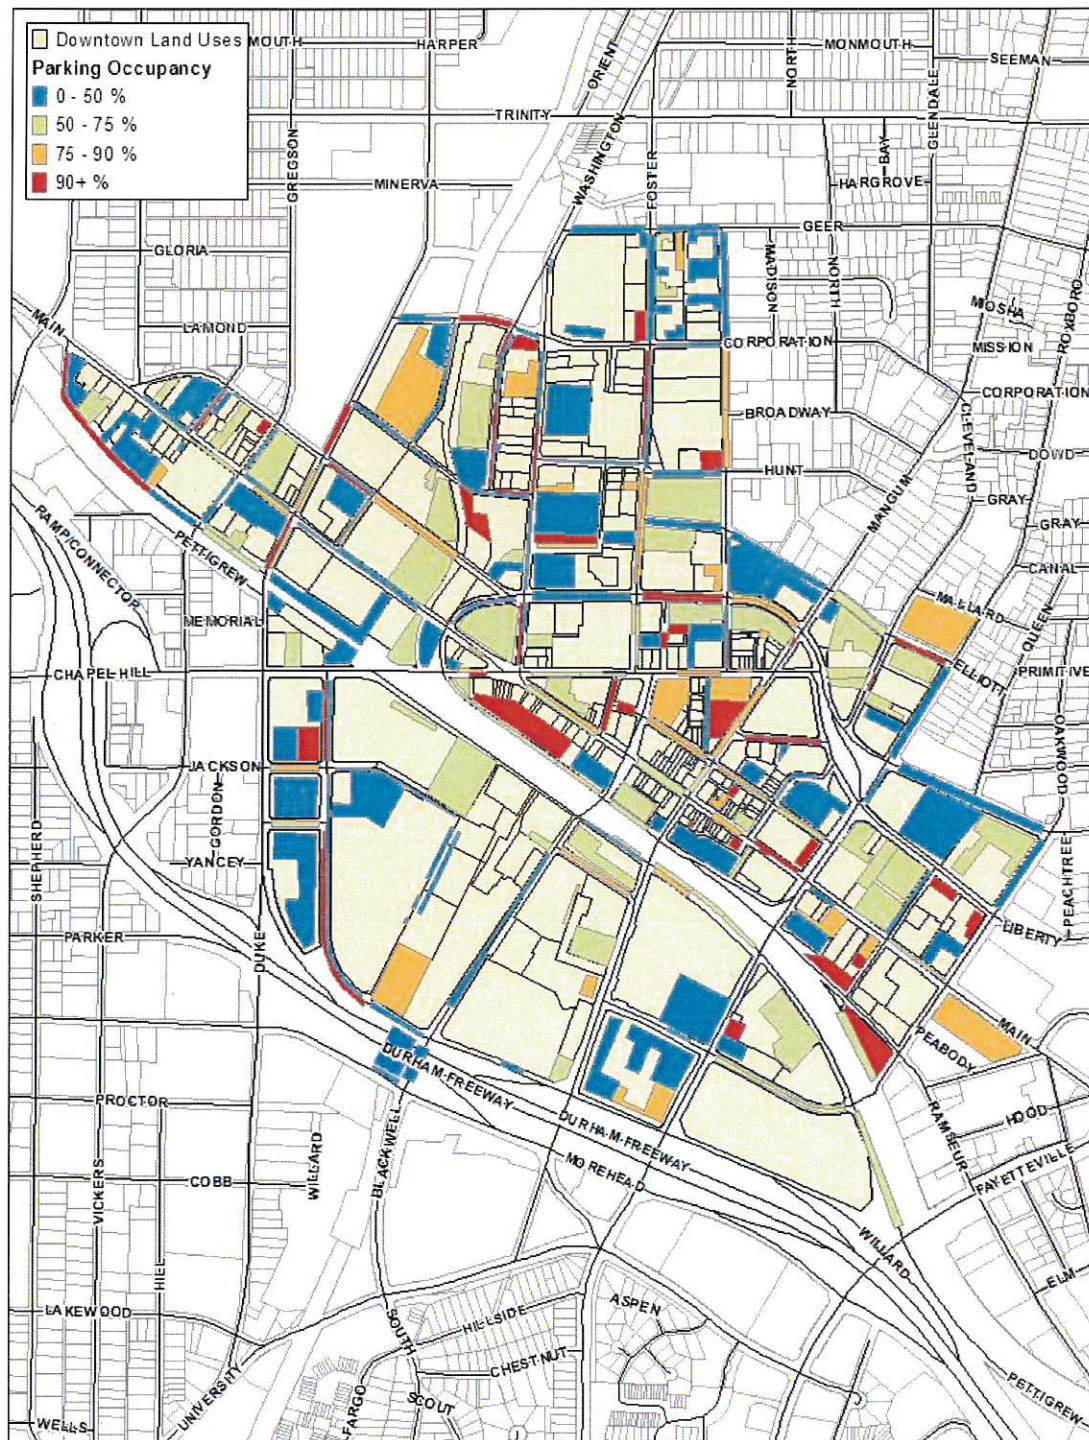 Downtown Land Uses
Parking Occupancy
0 - 50 %
50 - 75 %
75 - 90 %
90+ %
MOUTH
HARPER
ORIENT
NORTH
MONMOUTH
SEEMAN
TRINITY
GLENDALE
GREGSON
WASHINGTON
BAY
MINERVA
FOSTER
HARGROVE
GEER
GLORIA
MADISON
NORTH
ROXBORO
MAIN
LAMOND
MIOSHA
CORPORATION
MISSION
CORPORATION
BROADWAY
CLEVELAND
DOWD
HUNT
MANGUM
GRAY
GRAY
RAMP/CONNECTOR
PETTIGREW
CANAL
MALLARD
QUEEN
MEMORIAL
ELLIOTT
CHAPEL HILL
PRIMITIVE
OAKWOOD
JACKSON
GORDON
SHEPHERD
YANCEY
PEACHTREE
PARKER
DUKE
LIBERTY
MAIN
PEABODY
DURHAM-FREEWAY
PROCTOR
DURHAM-FREEWAY
RAMSEUR
HOOD
BLACKWELL
MOREHEAD
FAYETTEVILLE
WILLARD
COBB
VICKERS
WILLARD
HILL
ELM
LAKEWOOD
ASPEN
SOUTH
HILLSIDE
CHESTNUT
PETTIGREW
UNIVERSITY
FARGO
SCOUT
WELLS